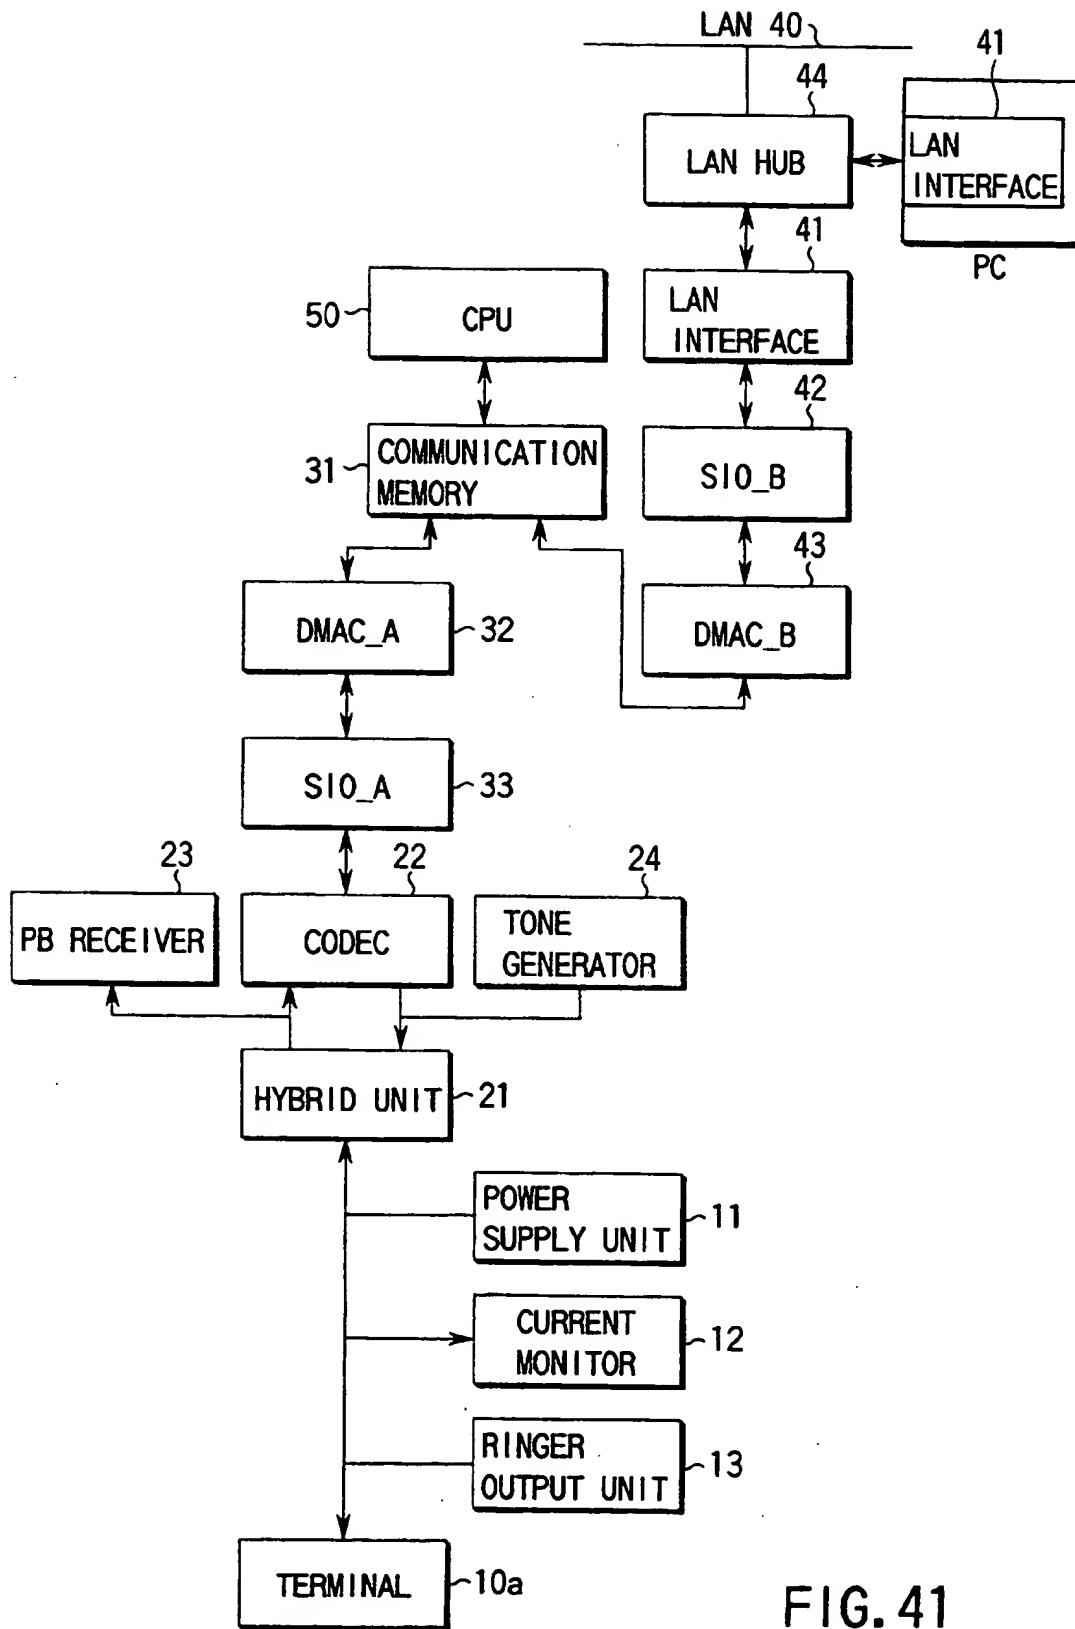 LAN 40
41
44
LAN HUB
LAN
INTERFACE
41
PC
50
CPU
LAN
INTERFACE
42
31
COMMUNICATION
MEMORY
SIO_B
43
DMAC_A
32
DMAC_B
SIO_A
33
23
22
24
PB RECEIVER
CODEC
TONE
GENERATOR
HYBRID UNIT
21
POWER
SUPPLY UNIT
11
CURRENT
MONITOR
12
RINGER
OUTPUT UNIT
13
TERMINAL
10a
FIG. 41